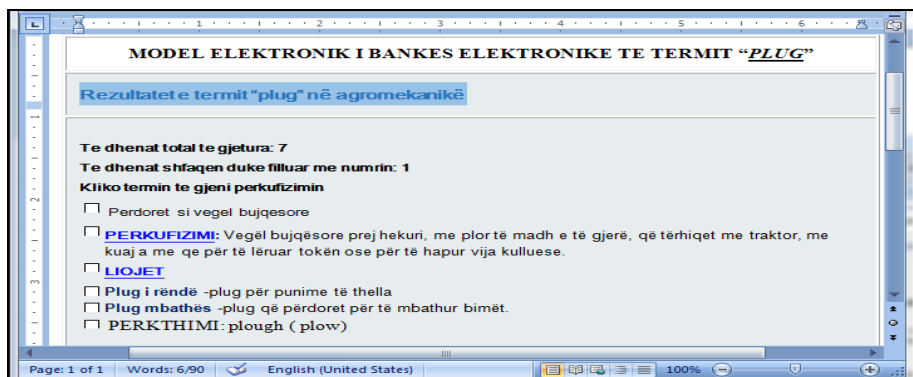 MODEL ELEKTRONIK I BANKES ELEKTRONIKE TE TERMIT “PLUG”
Rezultatet e termit “plug” në agromekanikë
Te dhenat total te gjetura: 7
Te dhenat shfaqen duke filluar me numrin: 1
Kliko termin te gjeni perkufizimin
Perdoret si vegel bujqesore
PERKUFIZIMI: Vegël bujqësore prej hekuri, me plor të madh e të gjerë, që tërhiqet me traktor, me
kuaj a me qe për të lëruar tokën ose për të hapur vija kulluese.
LIOJET
Plug i rëndë -plug për punime të thella
Plug mbathës -plug që përdoret për të mbathur bimët.
PERKTHIMI: plough ( plow)
Page: 1 of 1 Words: 6/90 English (United States) 100%